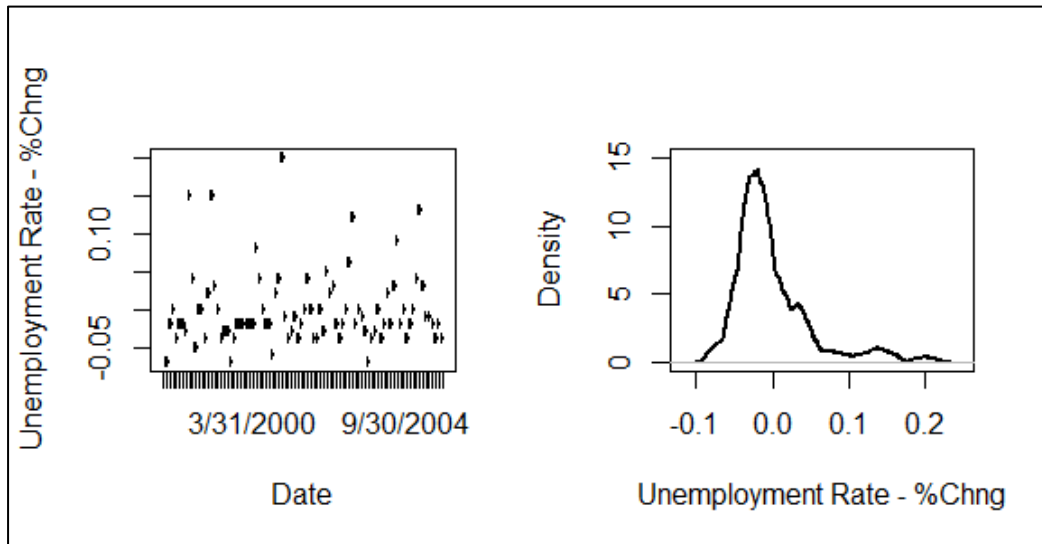 Unemployment Rate - %Chng
0.10
-0.05
3/31/2000 9/30/2004
Date
Density
15
10
5
0
-0.1 0.0 0.1 0.2
Unemployment Rate - %Chng